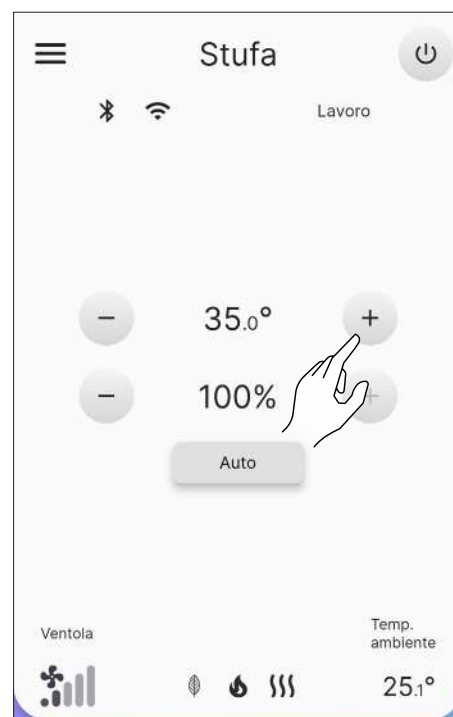 Stufa
Lavoro
− 35.0° +
− 100% +
Auto
Ventola
Temp.
ambiente
25.1°